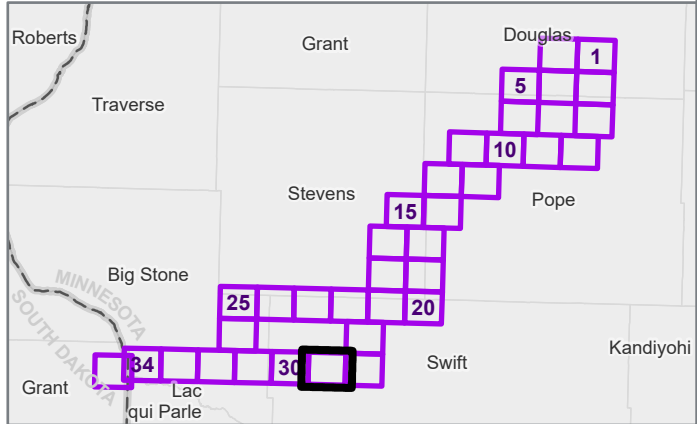 Roberts
Grant
Douglas
1
5
Traverse
10
Stevens
15
Pope
Big Stone
MINNESOTA
SOUTH DAKOTA
25
20
Kandiyohi
34
30
Swift
Grant
Lac
qui Parle